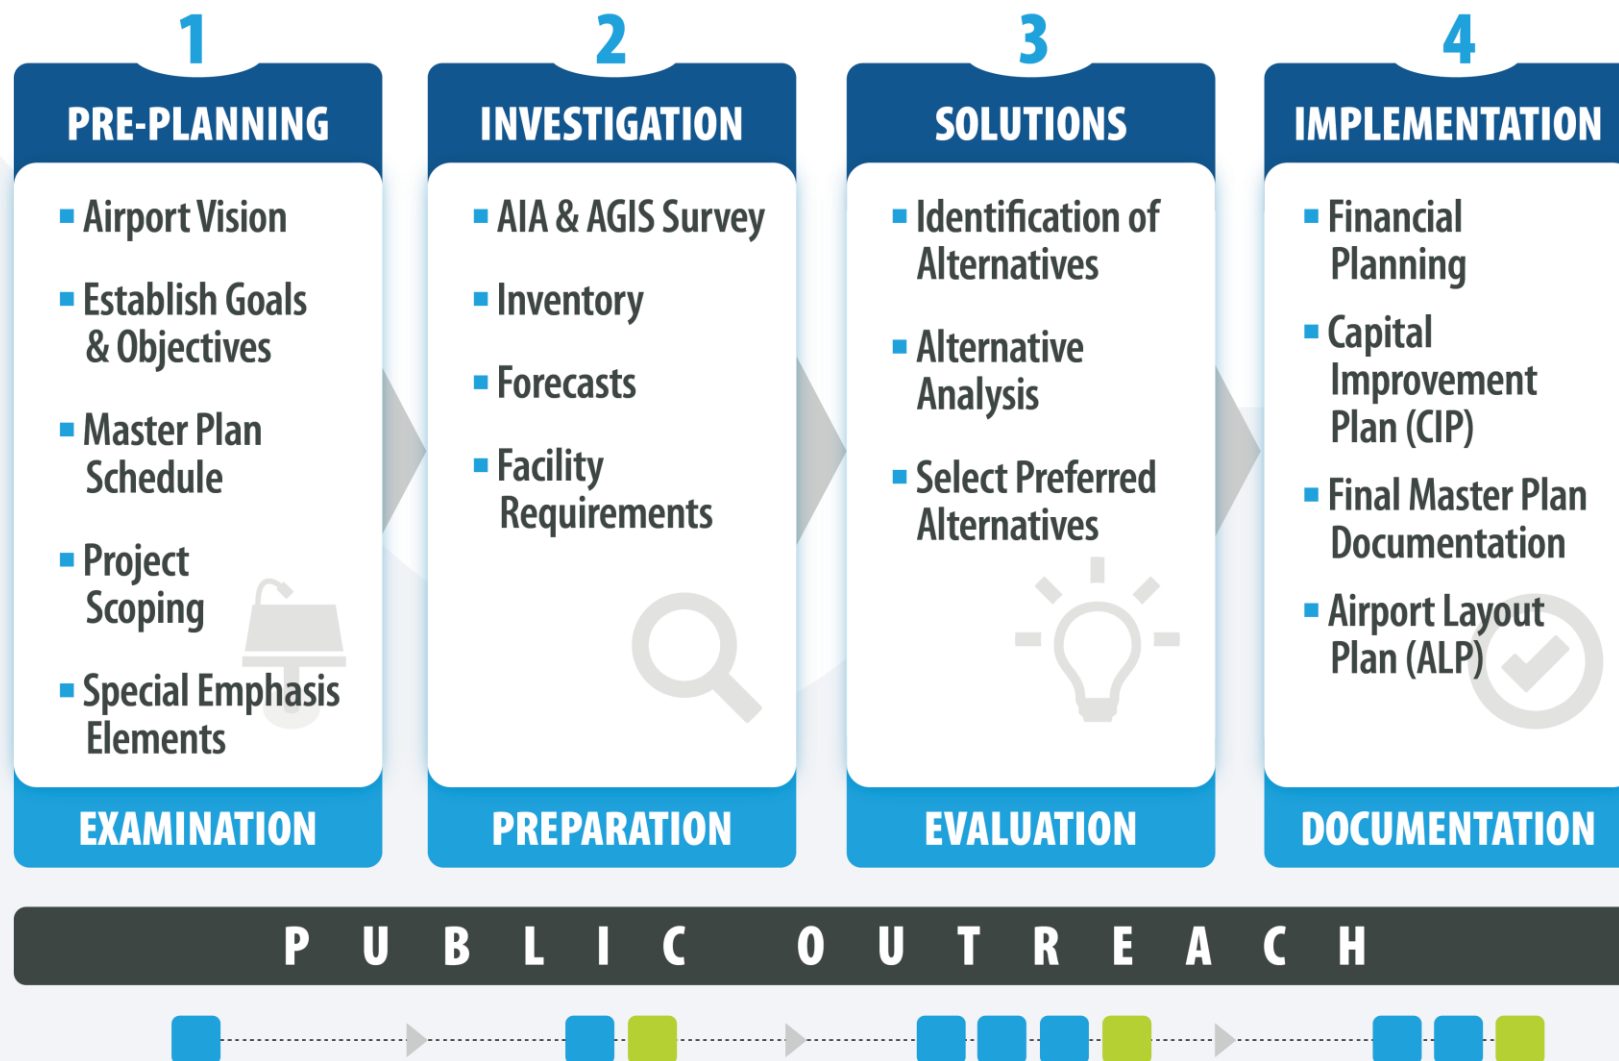 1
PRE-PLANNING
Airport Vision
Establish Goals
& Objectives
Master Plan
Schedule
Project
Scoping
Special Emphasis
Elements
EXAMINATION
2
INVESTIGATION
AIA & AGIS Survey
Inventory
Forecasts
Facility
Requirements
PREPARATION
3
SOLUTIONS
Identification of
Alternatives
Alternative
Analysis
Select Preferred
Alternatives
EVALUATION
4
IMPLEMENTATION
Financial
Planning
Capital
Improvement
Plan (CIP)
Final Master Plan
Documentation
Airport Layout
Plan (ALP)
DOCUMENTATION
PUBLIC OUTREACH